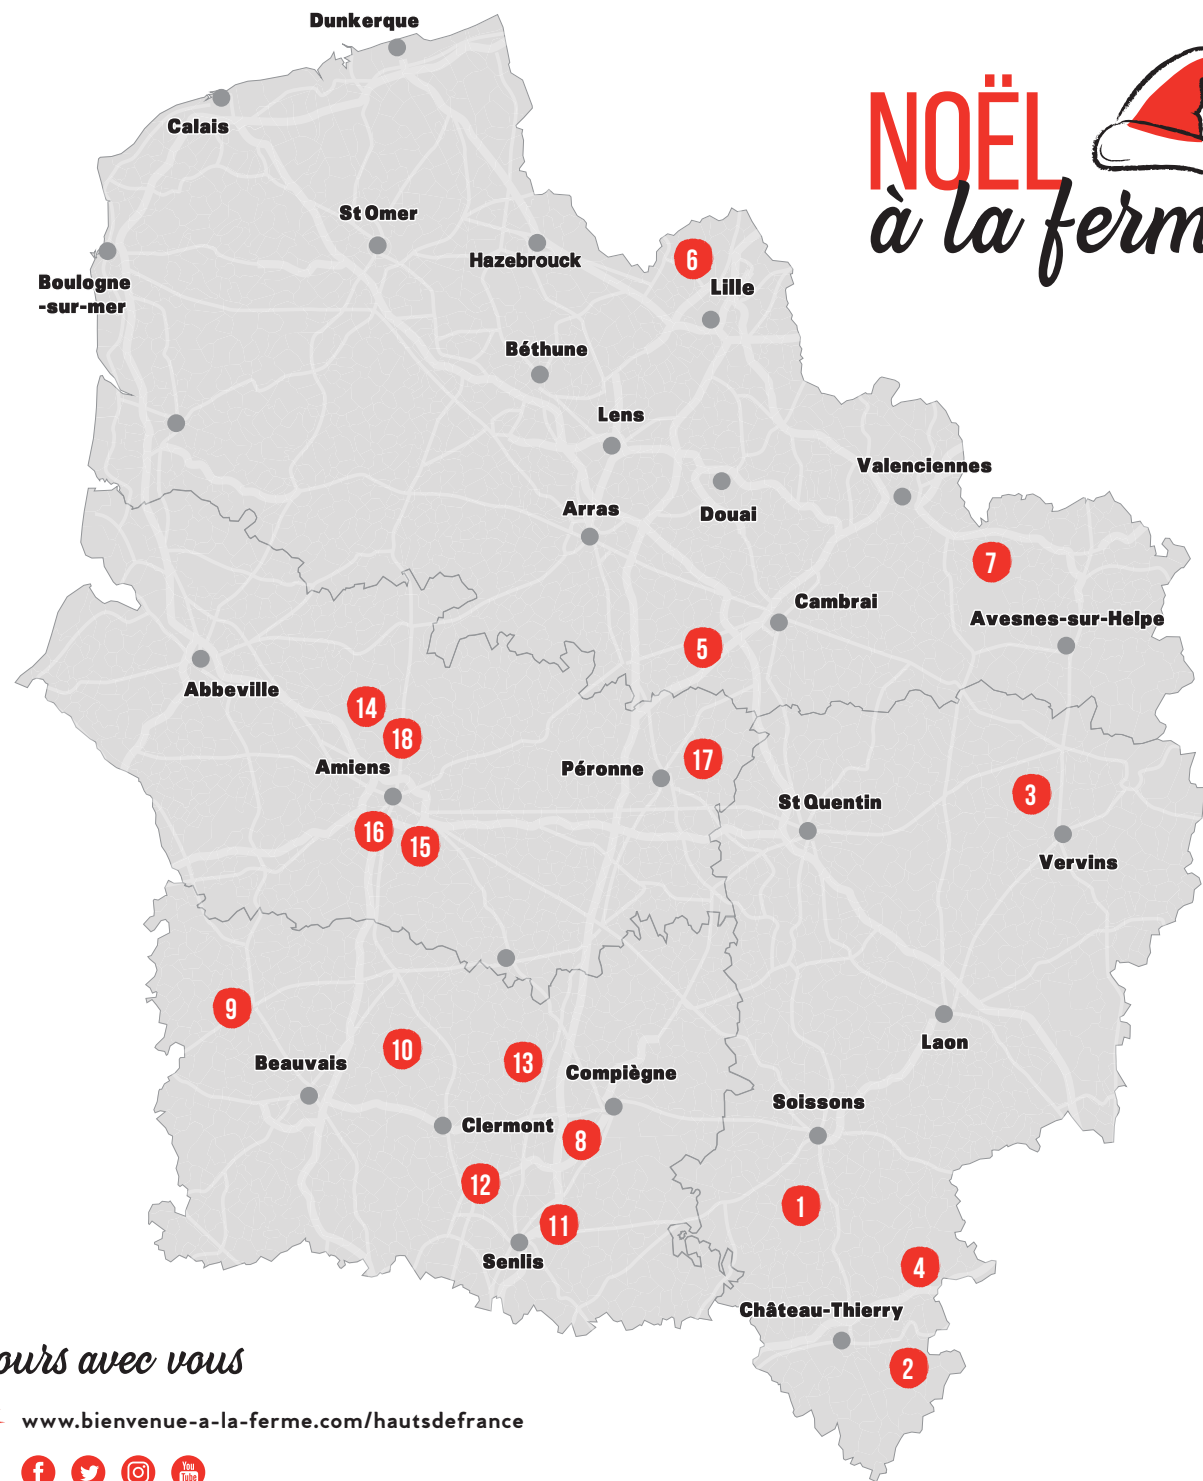 Dunkerque
Calais
NOËL
à la ferm
St Omer
Hazebrouck
6
Boulogne
-sur-mer
Lille
Béthune
Lens
Valenciennes
Arras
Douai
7
Cambrai
Avesnes-sur-Helpe
5
Abbeville
14
18
Amiens
Péronne
17
St Quentin
3
16
15
Vervins
9
Laon
10
Beauvais
13
Compiègne
Soissons
Clermont
8
12
1
11
Senlis
4
Château-Thierry
2
ours avec vous
www.bienvenue-a-la-ferme.com/hautsdefrance
You
Tube